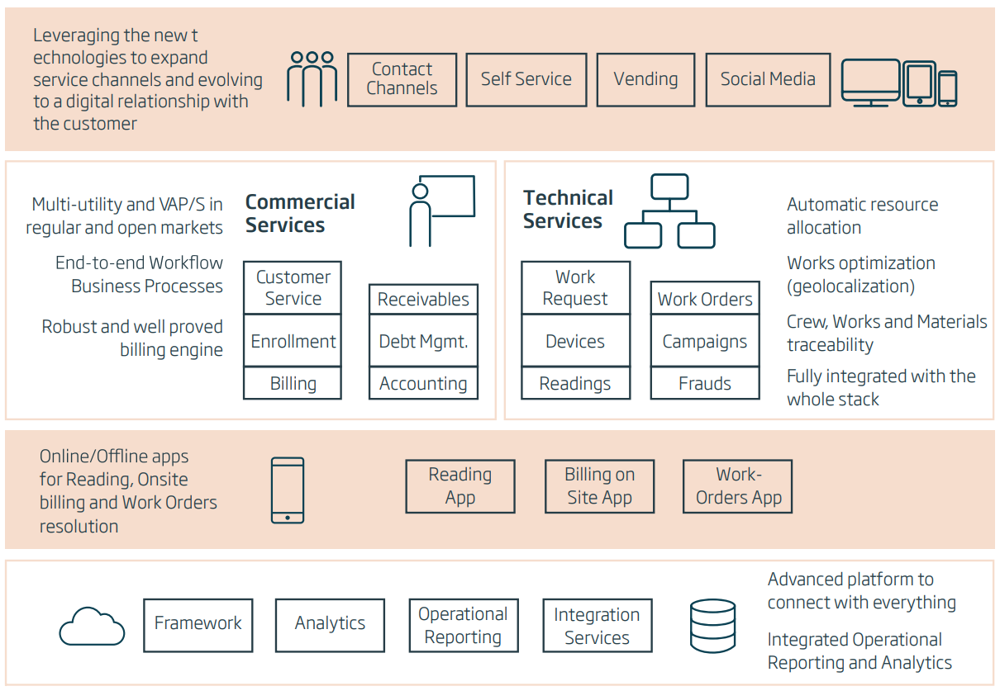 Leveraging the new t
echnologies to expand
service channels and evolving
to a digital relationship with
the customer
Contact
Channels
Self Service
Vending
Social Media
Multi-utility and VAP/S in
regular and open markets
End-to-end Workflow
Business Processes
Robust and well proved
billing engine
Commercial
Services
Customer
Service
Enrollment
Billing
Receivables
Debt Mgmt.
Accounting
Technical
Services
Work
Request
Devices
Readings
Work Orders
Campaigns
Frauds
Automatic resource
allocation
Works optimization
(geolocalization)
Crew, Works and Materials
traceability
Fully integrated with the
whole stack
Online/Offline apps
for Reading, Onsite
billing and Work Orders
resolution
Reading
App
Billing on
Site App
Work-
Orders App
Framework
Analytics
Operational
Reporting
Integration
Services
Advanced platform to
connect with everything
Integrated Operational
Reporting and Analytics